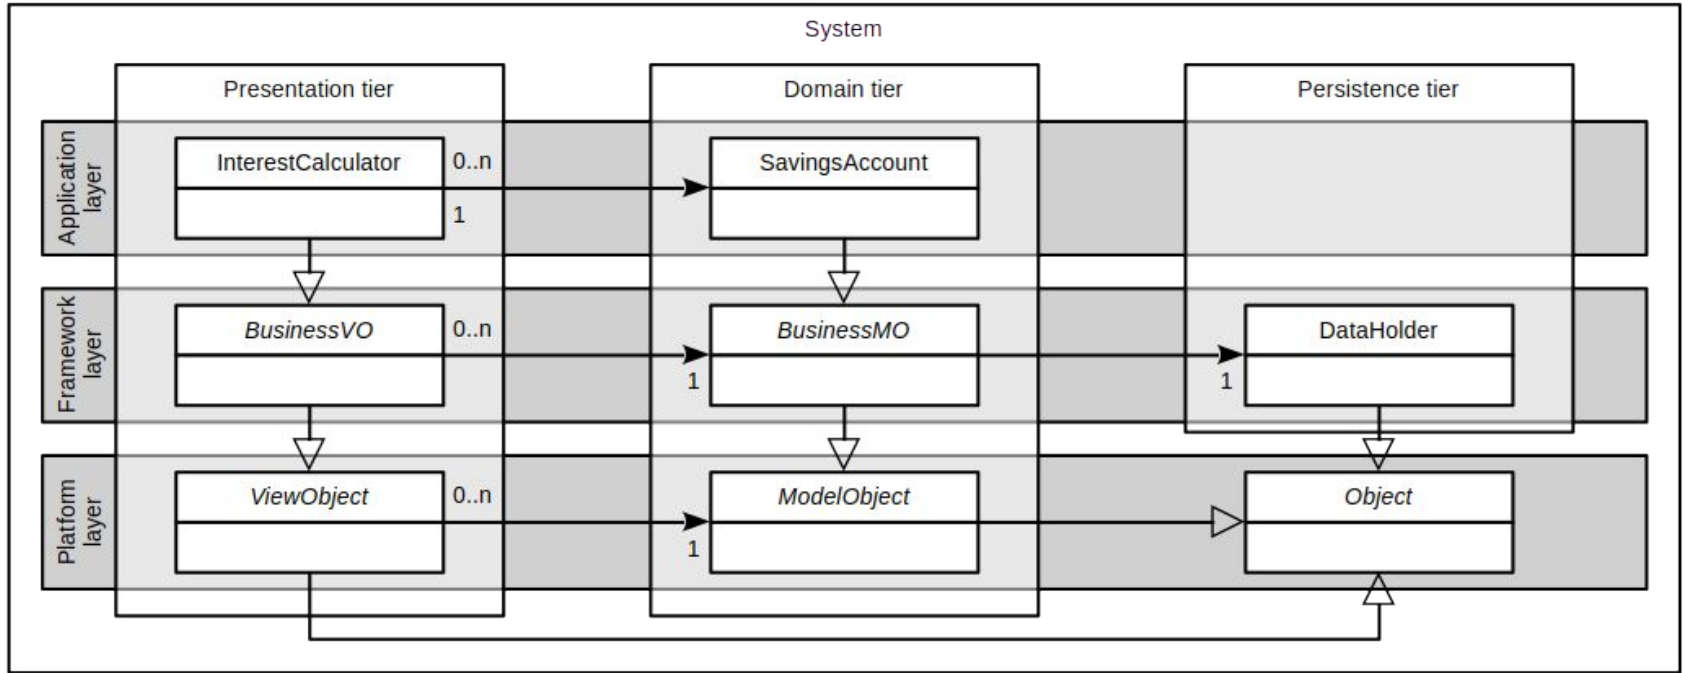 System
Presentation tier
Domain tier
Persistence tier
Application
layer
InterestCalculator
0..n
1
SavingsAccount
Framework
layer
BusinessVO
0..n
1
BusinessMO
1
DataHolder
Platform
layer
ViewObject
0..n
1
ModelObject
Object